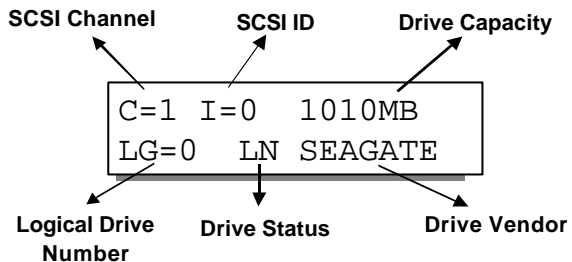 SCSI Channel
SCSI ID
Drive Capacity
C=1 I=0 1010MB
LG=0 LN SEAGATE
Logical Drive
Number
Drive Status
Drive Vendor